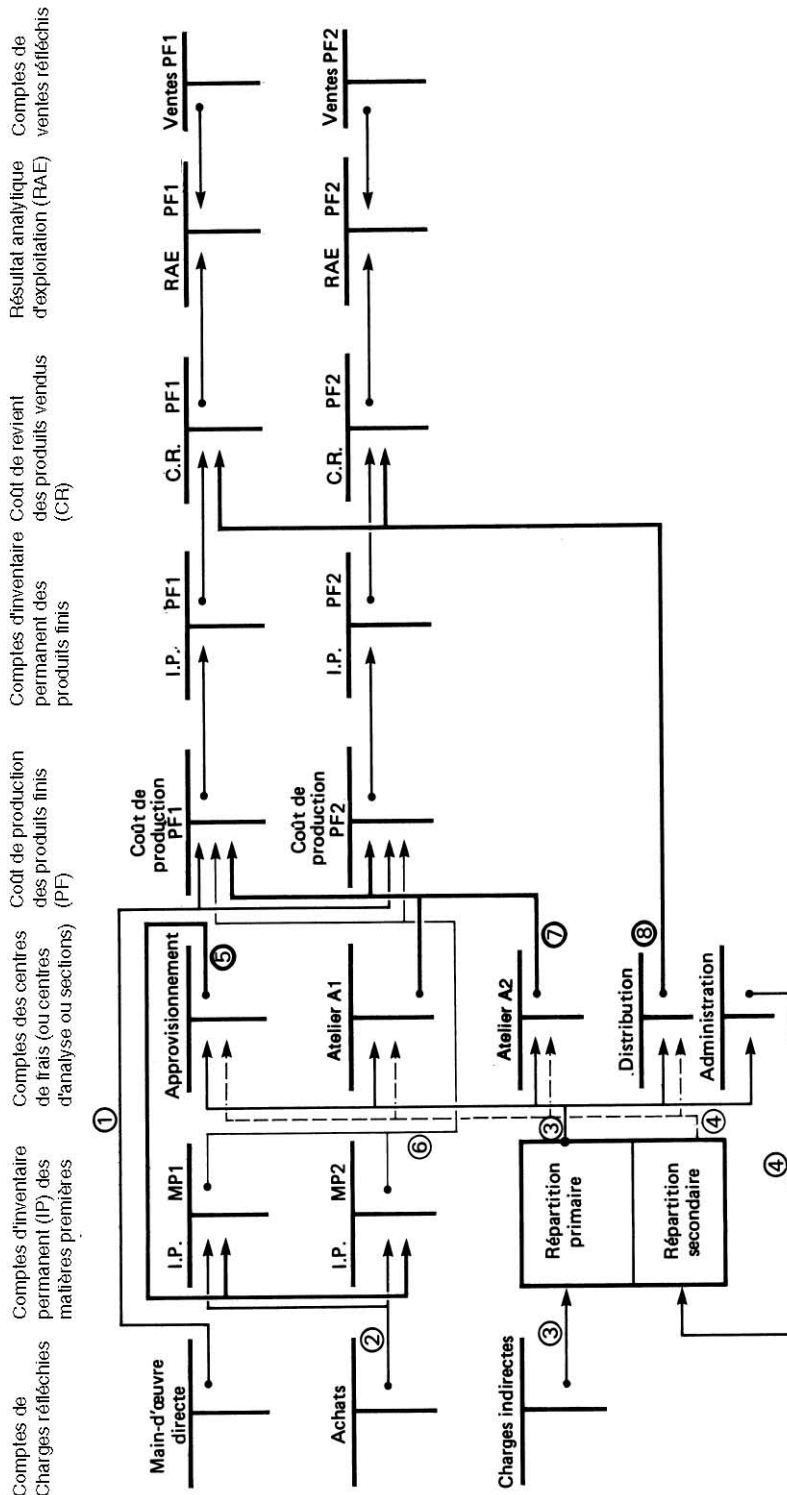 Comptes de
Charges réfléchies
Comptes d'inventaire
permanent (IP) des
matières premières
Comptes des centres
de frais (ou centres
d'analyse ou sections)
Coût de production
des produits finis
(PF)
Comptes d'inventaire
permanent des
produits finis
Coût de revient
des produits vendus
(CR)
Résultat analytique
d'exploitation (RAE)
Comptes de
ventes réfléchis
①
Main-d'œuvre
directe
I.P. MP1
Approvisionnement
⑤
Coût de
production
PF1
I.P. PF1
C.R. PF1
RAE PF1
Ventes PF1
Achats
②
I.P. MP2
⑥
Atelier A1
Coût de
production
PF2
I.P. PF2
C.R. PF2
RAE PF2
Ventes PF2
Charges indirectes
③
Répartition
primaire
③
Atelier A2
⑦
Répartition
secondaire
④
Distribution
⑧
Administration
④